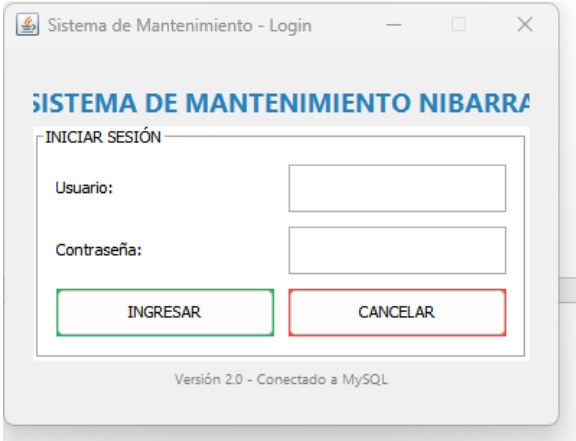 Sistema de Mantenimiento - Login
SISTEMA DE MANTENIMIENTO NIBARRA
INICIAR SESIÓN
Usuario:
Contraseña:
INGRESAR CANCELAR
Versión 2.0 - Conectado a MySQL